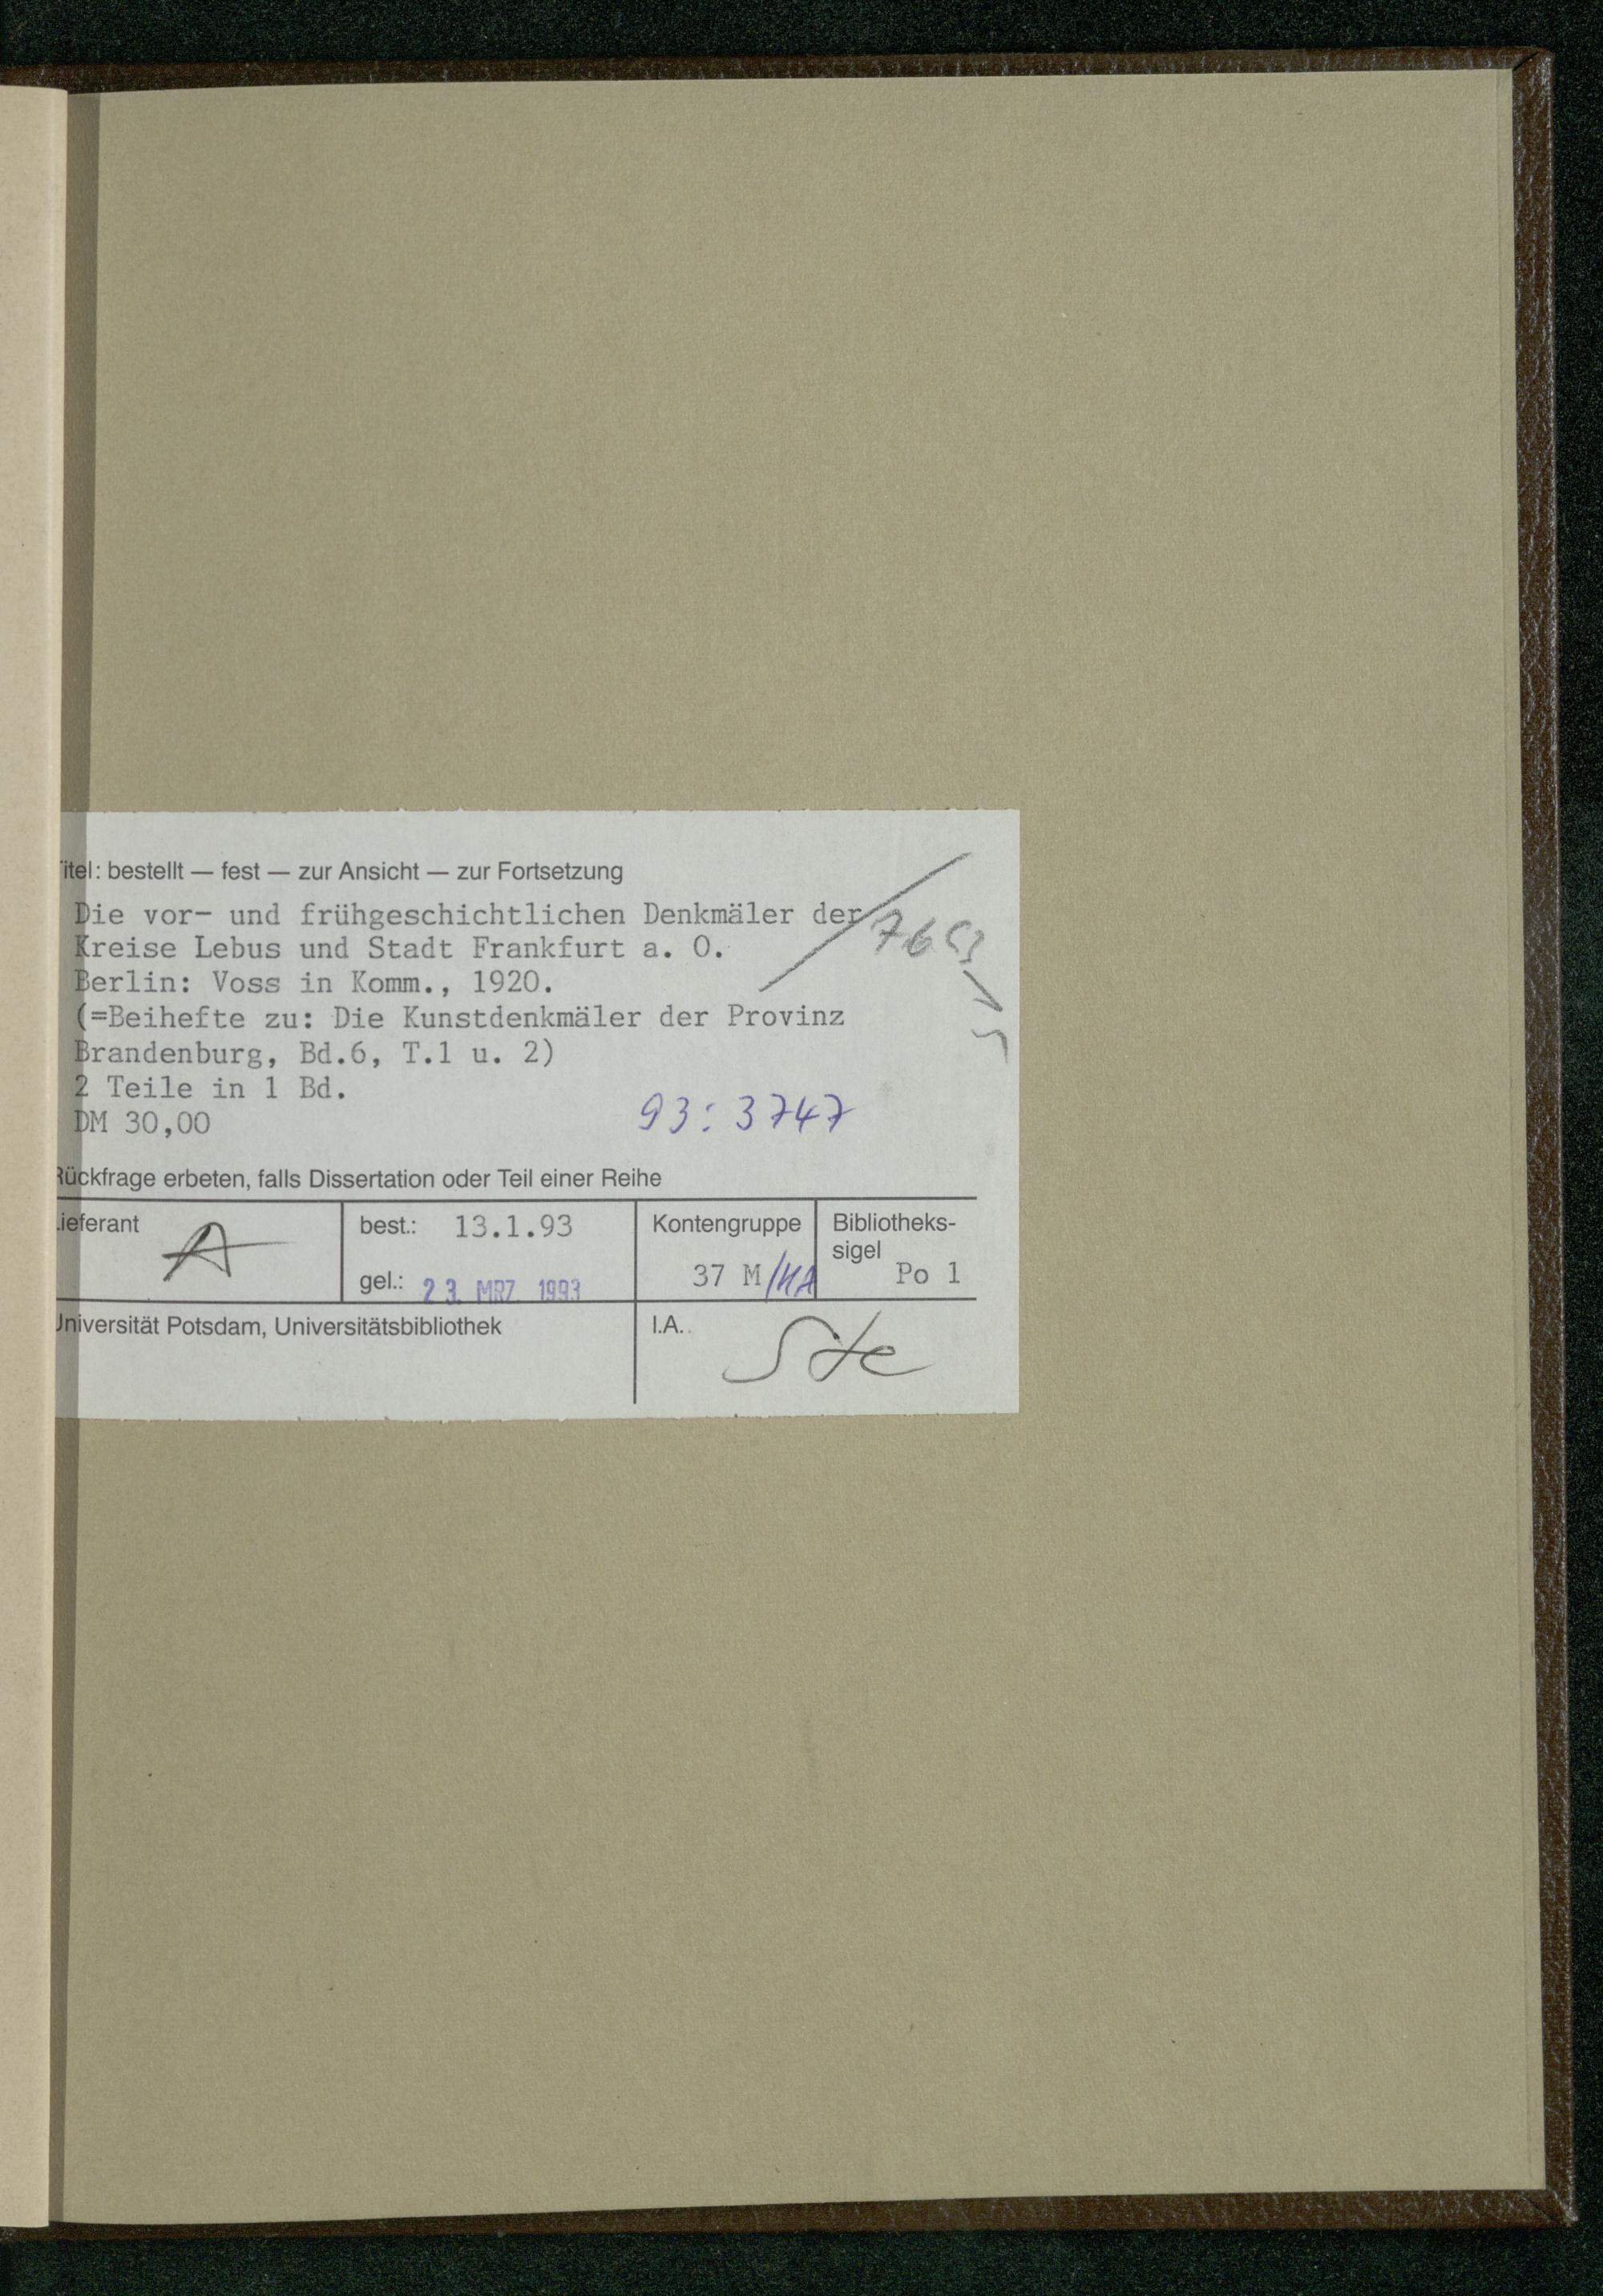 itel: bestellt — fest — zur Ansicht — zur Fortsetzung
Die vor- und frühgeschichtlichen Denkmäler der
Kreise Lebus und Stadt Frankfurt a. O.
Berlin: Voss in Komm., 1920.
(=Beihefte zu: Die Kunstdenkmäler der Provinz
Brandenburg, Bd.6, T.1 u. 2)
2 Teile in 1 Bd.
DM 30,00
93: 3747
Rückfrage erbeten, falls Dissertation oder Teil einer Reihe
Lieferant A
best.: 13.1.93
gel.: 23. MRZ. 1993
Kontengruppe
37 M
Bibliotheks-
sigel
Po 1
Universität Potsdam, Universitätsbibliothek
I.A. Ste